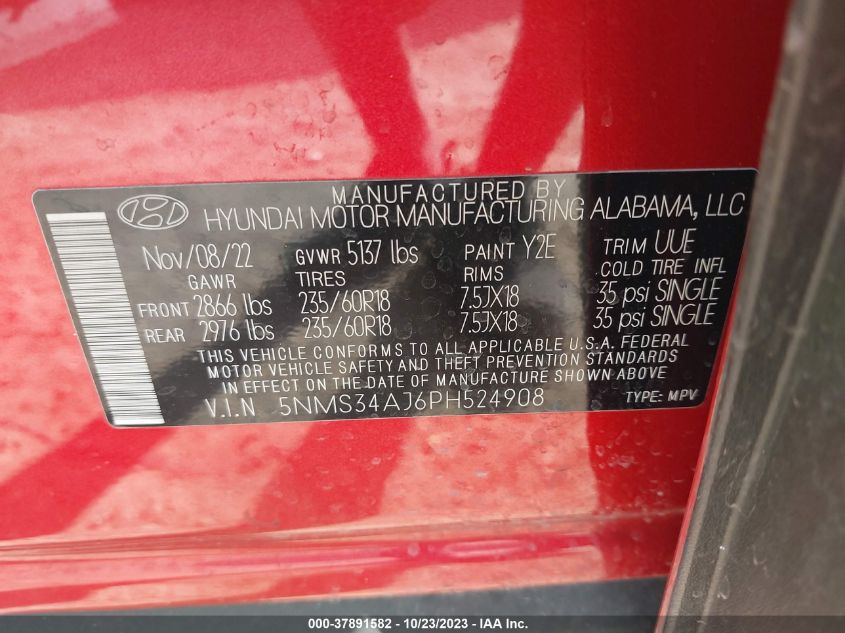 MANUFACTURED BY
HYUNDAI MOTOR MANUFACTURING ALABAMA, LLC
Nov/08/22 GVWR 5137 lbs PAINT Y2E TRIM UUE
GAWR TIRES RIMS COLD TIRE INFL
FRONT 2866 lbs 235/60R18 7.5JX18 35 psi SINGLE
REAR 2976 lbs 235/60R18 7.5JX18 35 psi SINGLE
THIS VEHICLE CONFORMS TO ALL APPLICABLE U.S.A. FEDERAL
MOTOR VEHICLE SAFETY AND THEFT PREVENTION STANDARDS
IN EFFECT ON THE DATE OF MANUFACTURE SHOWN ABOVE.
V.I.N 5NMS34AJ6PH524908 TYPE: MPV
000-37891582 - 10/23/2023 - IAA Inc.